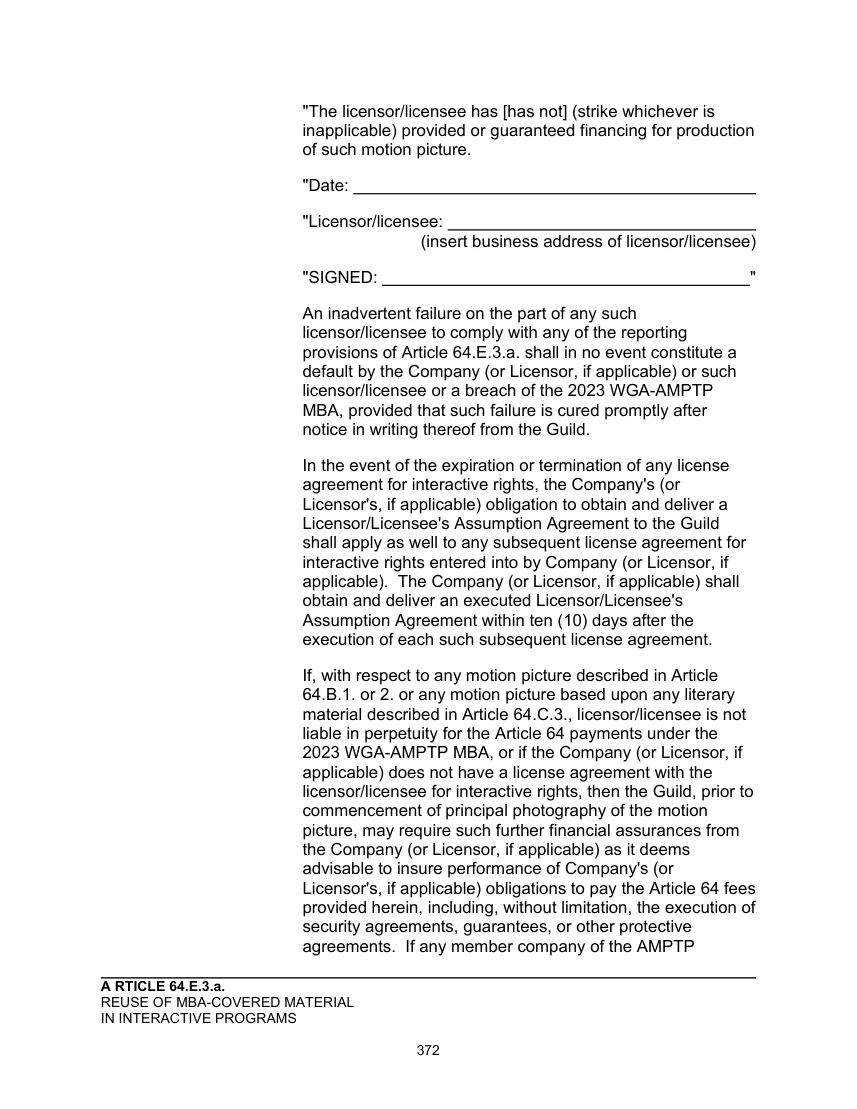 "The licensor/licensee has [has not] (strike whichever is
inapplicable) provided or guaranteed financing for production
of such motion picture.
"Date:
"Licensor/licensee:
(insert business address of licensor/licensee)
"SIGNED: "
An inadvertent failure on the part of any such
licensor/licensee to comply with any of the reporting
provisions of Article 64.E.3.a. shall in no event constitute a
default by the Company (or Licensor, if applicable) or such
licensor/licensee or a breach of the 2023 WGA-AMPTP
MBA, provided that such failure is cured promptly after
notice in writing thereof from the Guild.
In the event of the expiration or termination of any license
agreement for interactive rights, the Company's (or
Licensor's, if applicable) obligation to obtain and deliver a
Licensor/Licensee's Assumption Agreement to the Guild
shall apply as well to any subsequent license agreement for
interactive rights entered into by Company (or Licensor, if
applicable).  The Company (or Licensor, if applicable) shall
obtain and deliver an executed Licensor/Licensee's
Assumption Agreement within ten (10) days after the
execution of each such subsequent license agreement.
If, with respect to any motion picture described in Article
64.B.1. or 2. or any motion picture based upon any literary
material described in Article 64.C.3., licensor/licensee is not
liable in perpetuity for the Article 64 payments under the
2023 WGA-AMPTP MBA, or if the Company (or Licensor, if
applicable) does not have a license agreement with the
licensor/licensee for interactive rights, then the Guild, prior to
commencement of principal photography of the motion
picture, may require such further financial assurances from
the Company (or Licensor, if applicable) as it deems
advisable to insure performance of Company's (or
Licensor's, if applicable) obligations to pay the Article 64 fees
provided herein, including, without limitation, the execution of
security agreements, guarantees, or other protective
agreements.  If any member company of the AMPTP
A RTICLE 64.E.3.a.
REUSE OF MBA-COVERED MATERIAL
IN INTERACTIVE PROGRAMS
372